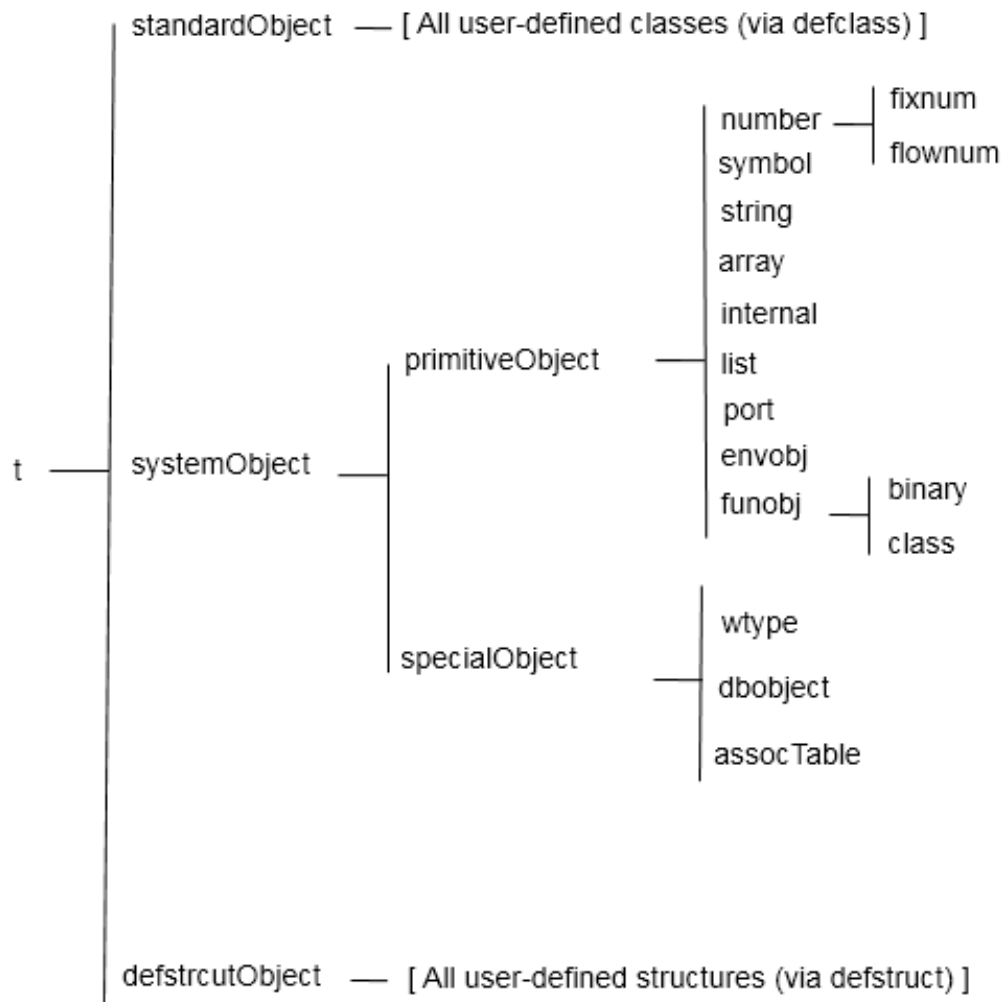 standardObject — [ All user-defined classes (via defclass) ]
fixnum
number
flownum
symbol
string
array
internal
primitiveObject
list
port
envobj
t
systemObject
funobj
binary
class
wtype
specialObject
dbobject
assocTable
defstrcutObject — [ All user-defined structures (via defstruct) ]